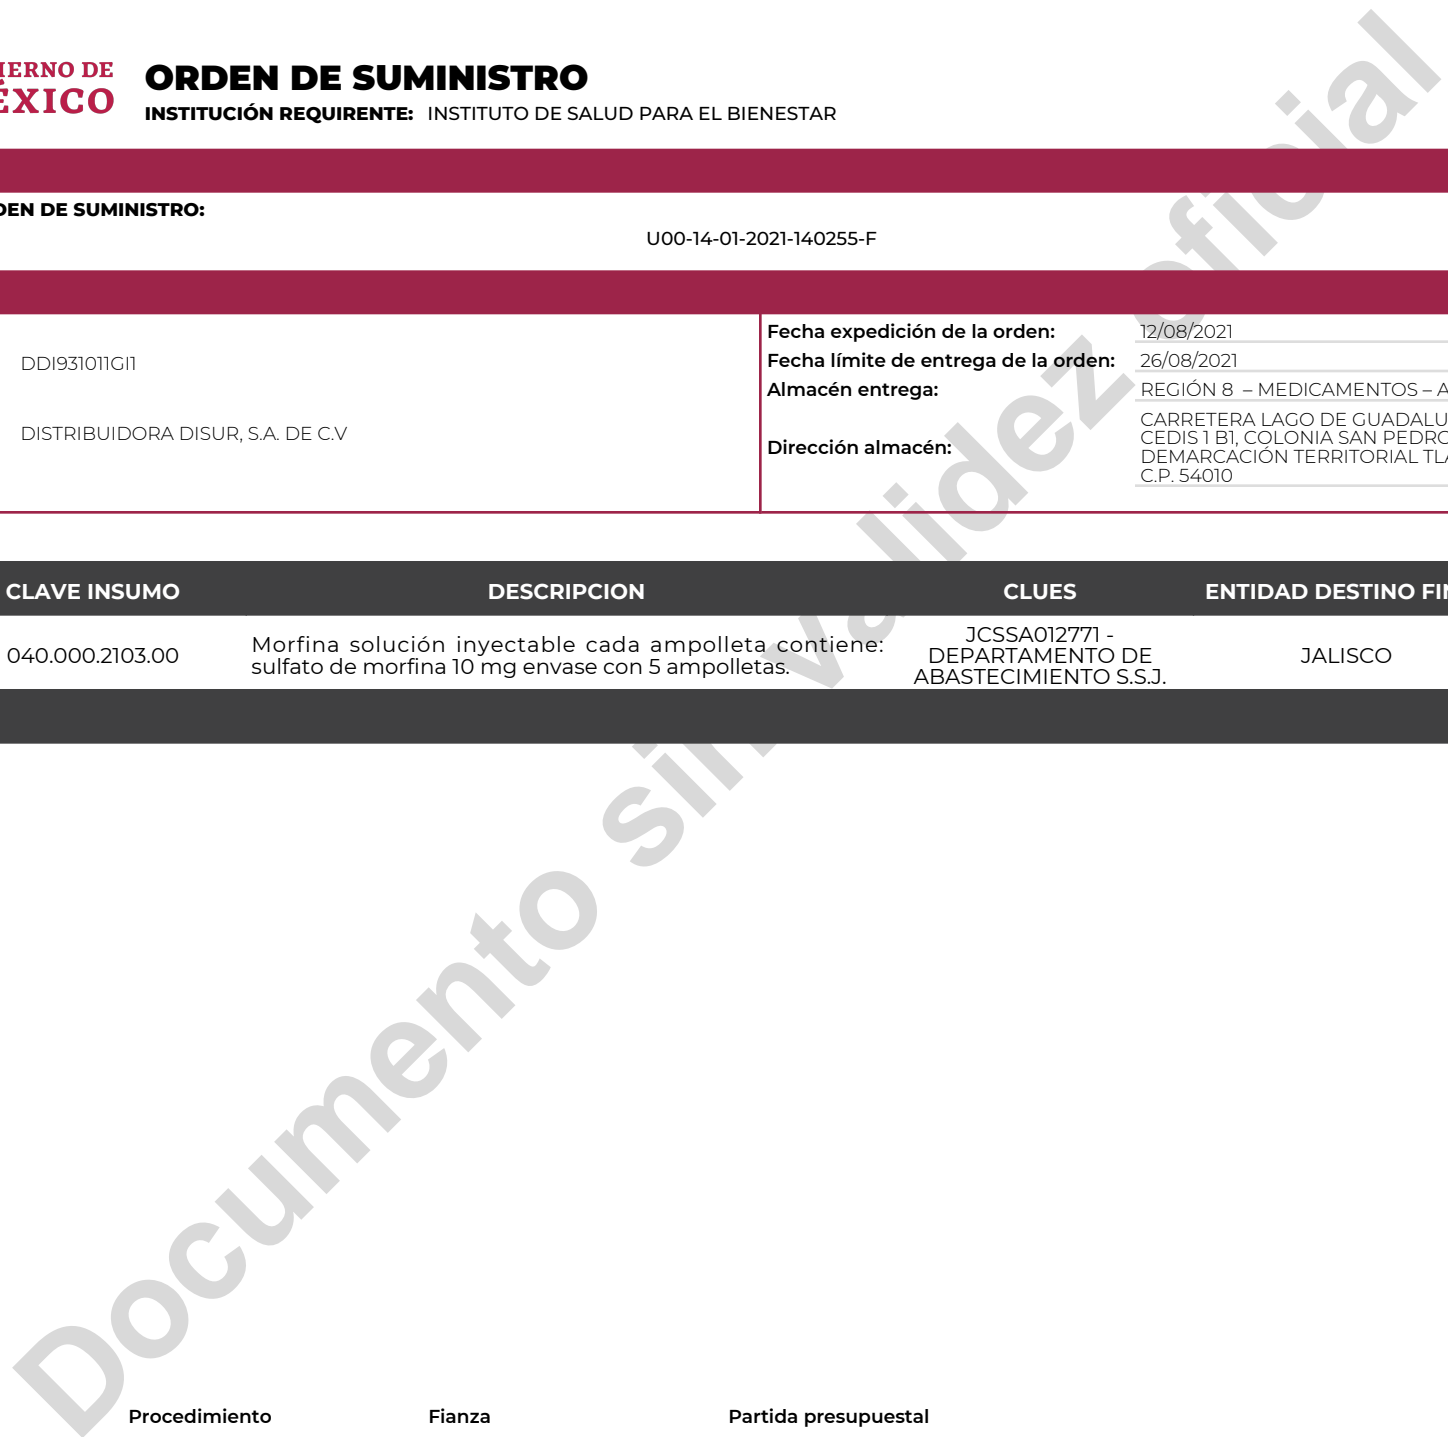 IERNO DE
ÉXICO
ORDEN DE SUMINISTRO
INSTITUCIÓN REQUIRENTE: INSTITUTO DE SALUD PARA EL BIENESTAR
DEN DE SUMINISTRO:
U00-14-01-2021-140255-F
DDI931011GI1
DISTRIBUIDORA DISUR, S.A. DE C.V
Fecha expedición de la orden: 12/08/2021
Fecha límite de entrega de la orden: 26/08/2021
Almacén entrega: REGIÓN 8 – MEDICAMENTOS – A
Dirección almacén:
CARRETERA LAGO DE GUADALU
CEDIS 1 B1, COLONIA SAN PEDRO
DEMARCACIÓN TERRITORIAL TLA
C.P. 54010
CLAVE INSUMO DESCRIPCION CLUES ENTIDAD DESTINO FIN
040.000.2103.00
Morfina solución inyectable cada ampolleta contiene:
sulfato de morfina 10 mg envase con 5 ampolletas.
JCSSA012771 -
DEPARTAMENTO DE
ABASTECIMIENTO S.S.J.
JALISCO
Documento sin validez oficial
Procedimiento Fianza Partida presupuestal